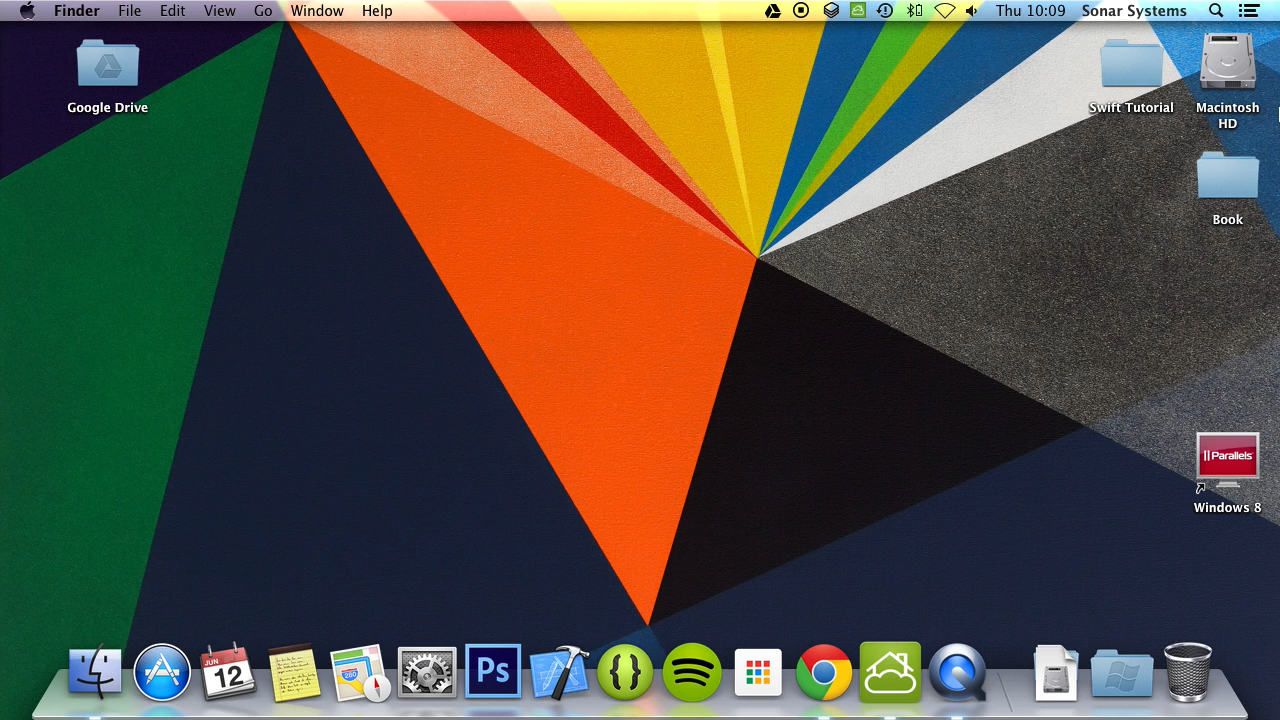 Finder File Edit View Go Window Help Thu 10:09 Sonar Systems
Google Drive
Swift Tutorial
Macintosh
HD
Book
|| Parallels
Windows 8
JUN
12
280
Ps
{}